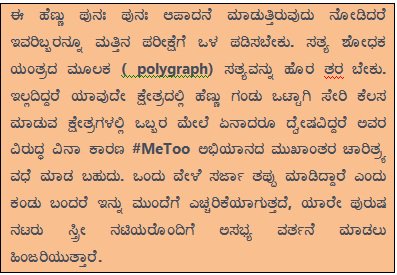 ಈ ಹೆಣ್ಣು ಪುನಃ ಪುನಃ ಆಪಾದನೆ ಮಾಡುತ್ತಿರುವುದು ನೋಡಿದರೆ
ಇವರಿಬ್ಬರನ್ನೂ ಮತ್ತಿನ ಪರೀಕ್ಷೆಗೆ ಒಳ ಪಡಿಸಬೇಕು. ಸತ್ಯ ಶೋಧಕ
ಯಂತ್ರದ ಮೂಲಕ ( polygraph) ಸತ್ಯವನ್ನು ಹೊರ ತರ ಬೇಕು.
ಇಲ್ಲದಿದ್ದರೆ ಯಾವುದೇ ಕ್ಷೇತ್ರದಲ್ಲಿ ಹೆಣ್ಣು ಗಂಡು ಒಟ್ಟಾಗಿ ಸೇರಿ ಕೆಲಸ
ಮಾಡುವ ಕ್ಷೇತ್ರಗಳಲ್ಲಿ ಒಬ್ಬರ ಮೇಲೆ ಏನಾದರೂ ದ್ವೇಷವಿದ್ದರೆ ಅವರ
ವಿರುದ್ಧ ವಿನಾ ಕಾರಣ #MeToo ಅಭಿಯಾನದ ಮುಖಾಂತರ ಚಾರಿತ್ರ್ಯ
ವಧೆ ಮಾಡ ಬಹುದು. ಒಂದು ವೇಳೆ ಸರ್ಜಾ ತಪ್ಪು ಮಾಡಿದ್ದಾರೆ ಎಂದು
ಕಂಡು ಬಂದರೆ ಇನ್ನು ಮುಂದೆಗೆ ಎಚ್ಚರಿಕೆಯಾಗುತ್ತದೆ, ಯಾರೇ ಪುರುಷ
ನಟರು ಸ್ತ್ರೀ ನಟಿಯರೊಂದಿಗೆ ಅಸಭ್ಯ ವರ್ತನೆ ಮಾಡಲು
ಹಿಂಜರಿಯುತ್ತಾರೆ.